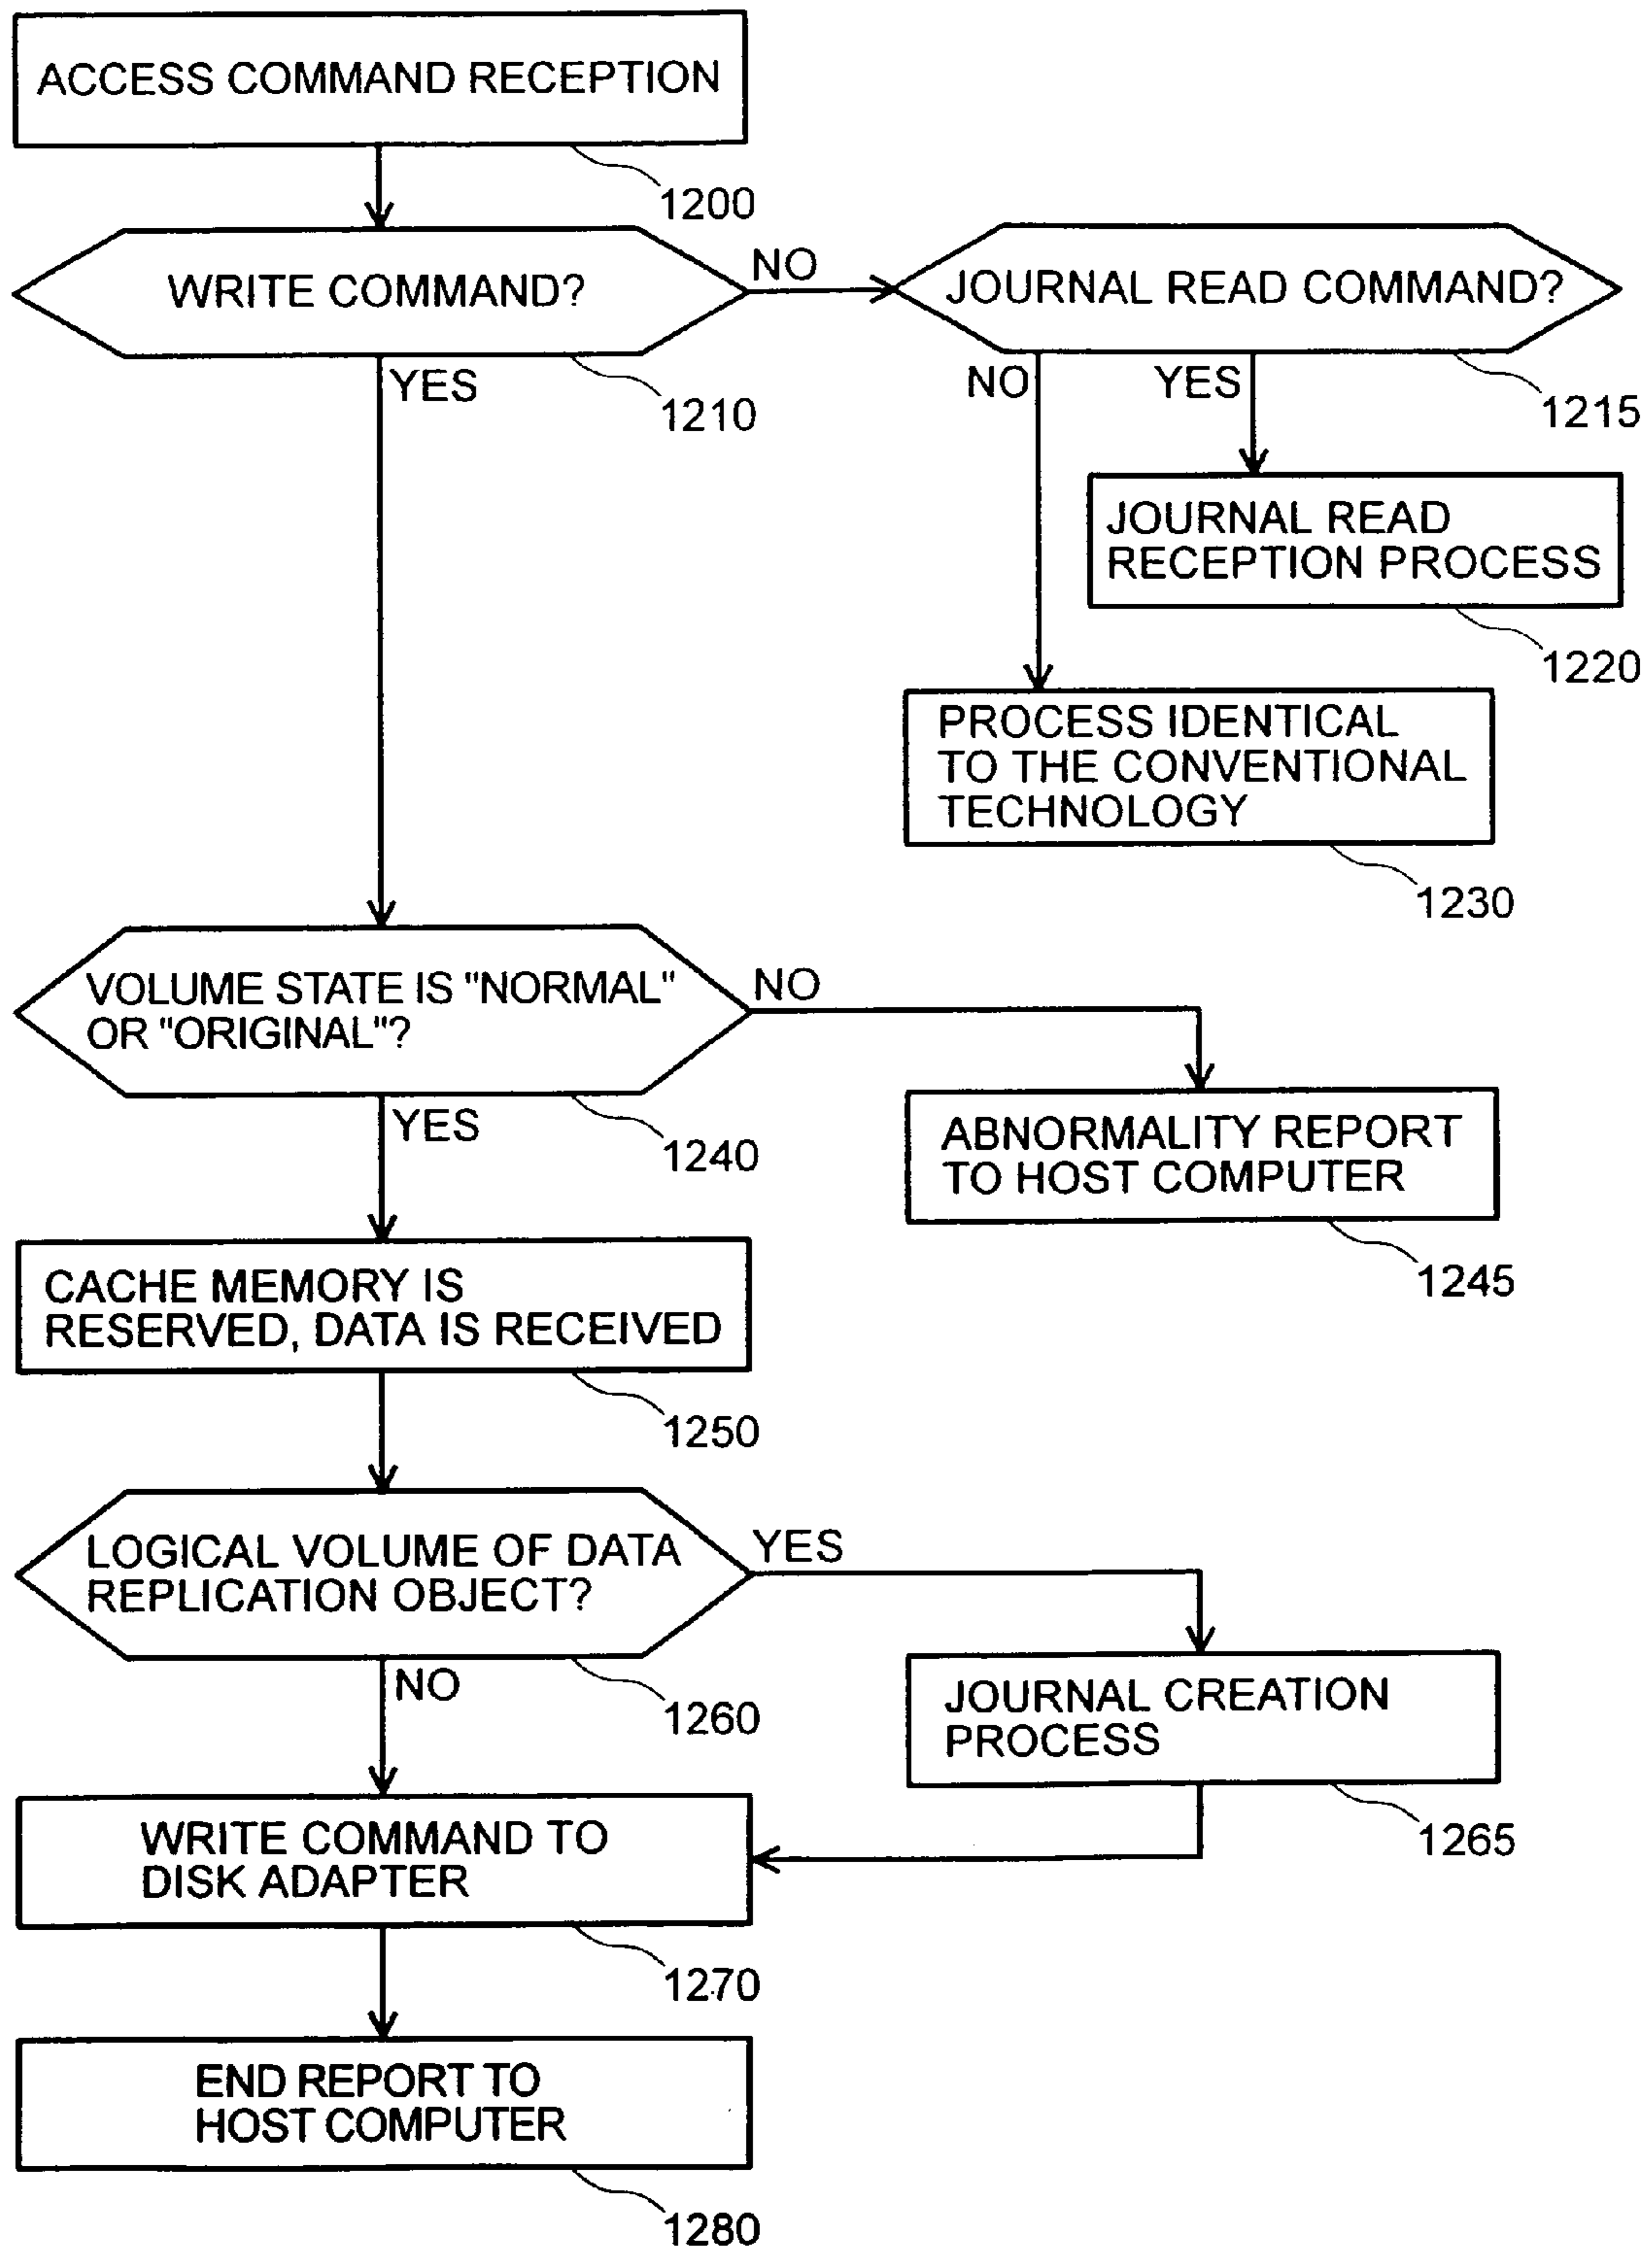 ACCESS COMMAND RECEPTION
1200
WRITE COMMAND?
NO
JOURNAL READ COMMAND?
YES
1210
NO
YES
1215
JOURNAL READ
RECEPTION PROCESS
1220
PROCESS IDENTICAL
TO THE CONVENTIONAL
TECHNOLOGY
1230
VOLUME STATE IS "NORMAL"
OR "ORIGINAL"?
NO
YES
1240
ABNORMALITY REPORT
TO HOST COMPUTER
1245
CACHE MEMORY IS
RESERVED, DATA IS RECEIVED
1250
LOGICAL VOLUME OF DATA
REPLICATION OBJECT?
YES
NO
1260
JOURNAL CREATION
PROCESS
1265
WRITE COMMAND TO
DISK ADAPTER
1270
END REPORT TO
HOST COMPUTER
1280